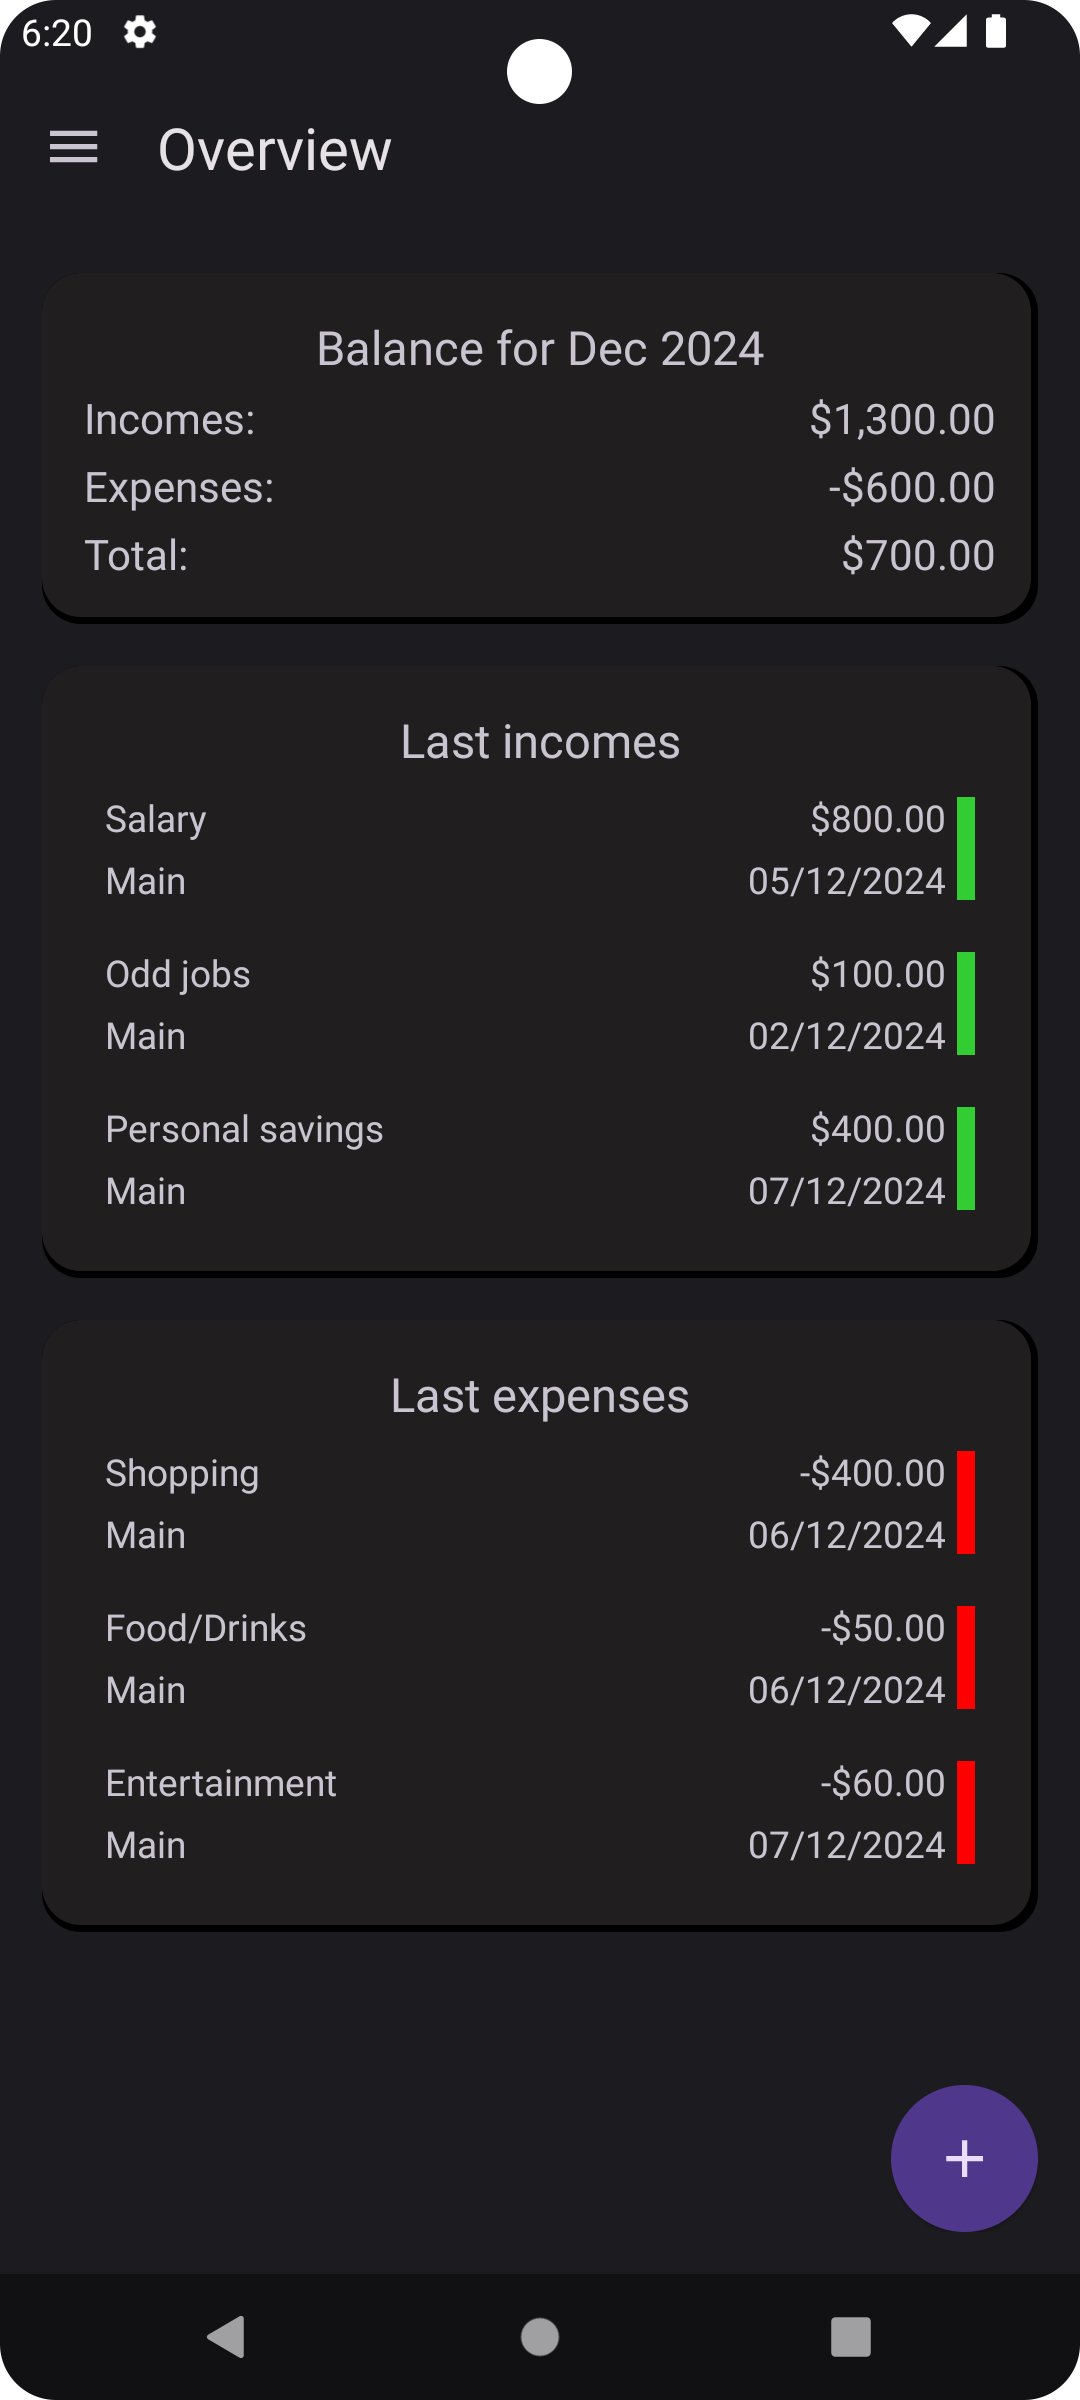 6:20
Overview
Balance for Dec 2024
Incomes: $1,300.00
Expenses: -$600.00
Total: $700.00
Last incomes
Salary $800.00
Main 05/12/2024
Odd jobs $100.00
Main 02/12/2024
Personal savings $400.00
Main 07/12/2024
Last expenses
Shopping -$400.00
Main 06/12/2024
Food/Drinks -$50.00
Main 06/12/2024
Entertainment -$60.00
Main 07/12/2024